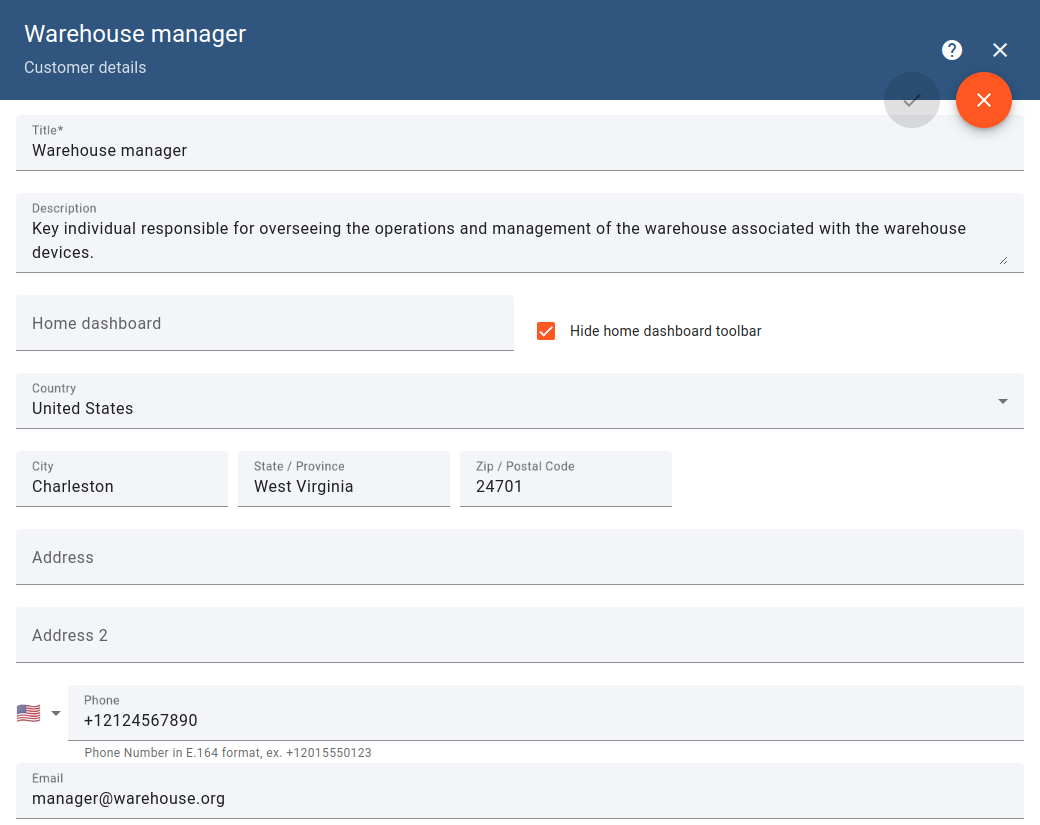 Warehouse manager
Customer details
Title*
Warehouse manager
Description
Key individual responsible for overseeing the operations and management of the warehouse associated with the warehouse
devices.
Home dashboard
Hide home dashboard toolbar
Country
United States
City
Charleston
State / Province
West Virginia
Zip / Postal Code
24701
Address
Address 2
Phone
+12124567890
Phone Number in E.164 format, ex. +12015550123
Email
manager@warehouse.org